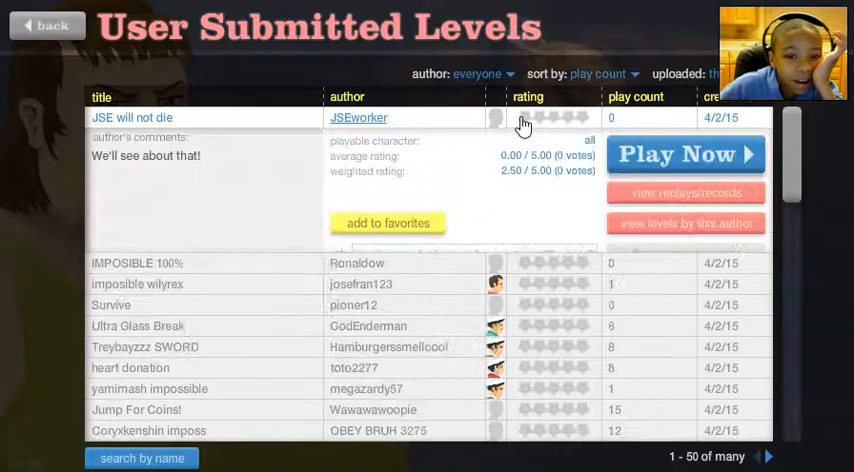 back
User Submitted Levels
author: everyone sort by: play count uploaded: th
title author rating play count cre
JSE will not die JSEworker 0 4/2/15
author's comments:
We'll see about that!
playable character: all
average rating: 0.00 / 5.00 (0 votes)
weighted rating: 2.50 / 5.00 (0 votes)
Play Now
view replays/records
add to favorites
view levels by this author
IMPOSIBLE 100% Ronaldow 0 4/2/15
imposible wilyrex josefran123 1 4/2/15
Survive pioner12 0 4/2/15
Ultra Glass Break GodEnderman 6 4/2/15
Treybayzzz SWORD Hamburgerssmellcool 8 4/2/15
heart donation toto2277 8 4/2/15
yamimash impossible megazardy57 1 4/2/15
Jump For Coins! Wawawawoopie 15 4/2/15
Coryxkenshin imposs OBEY BRUH 3275 12 4/2/15
search by name
1 - 50 of many